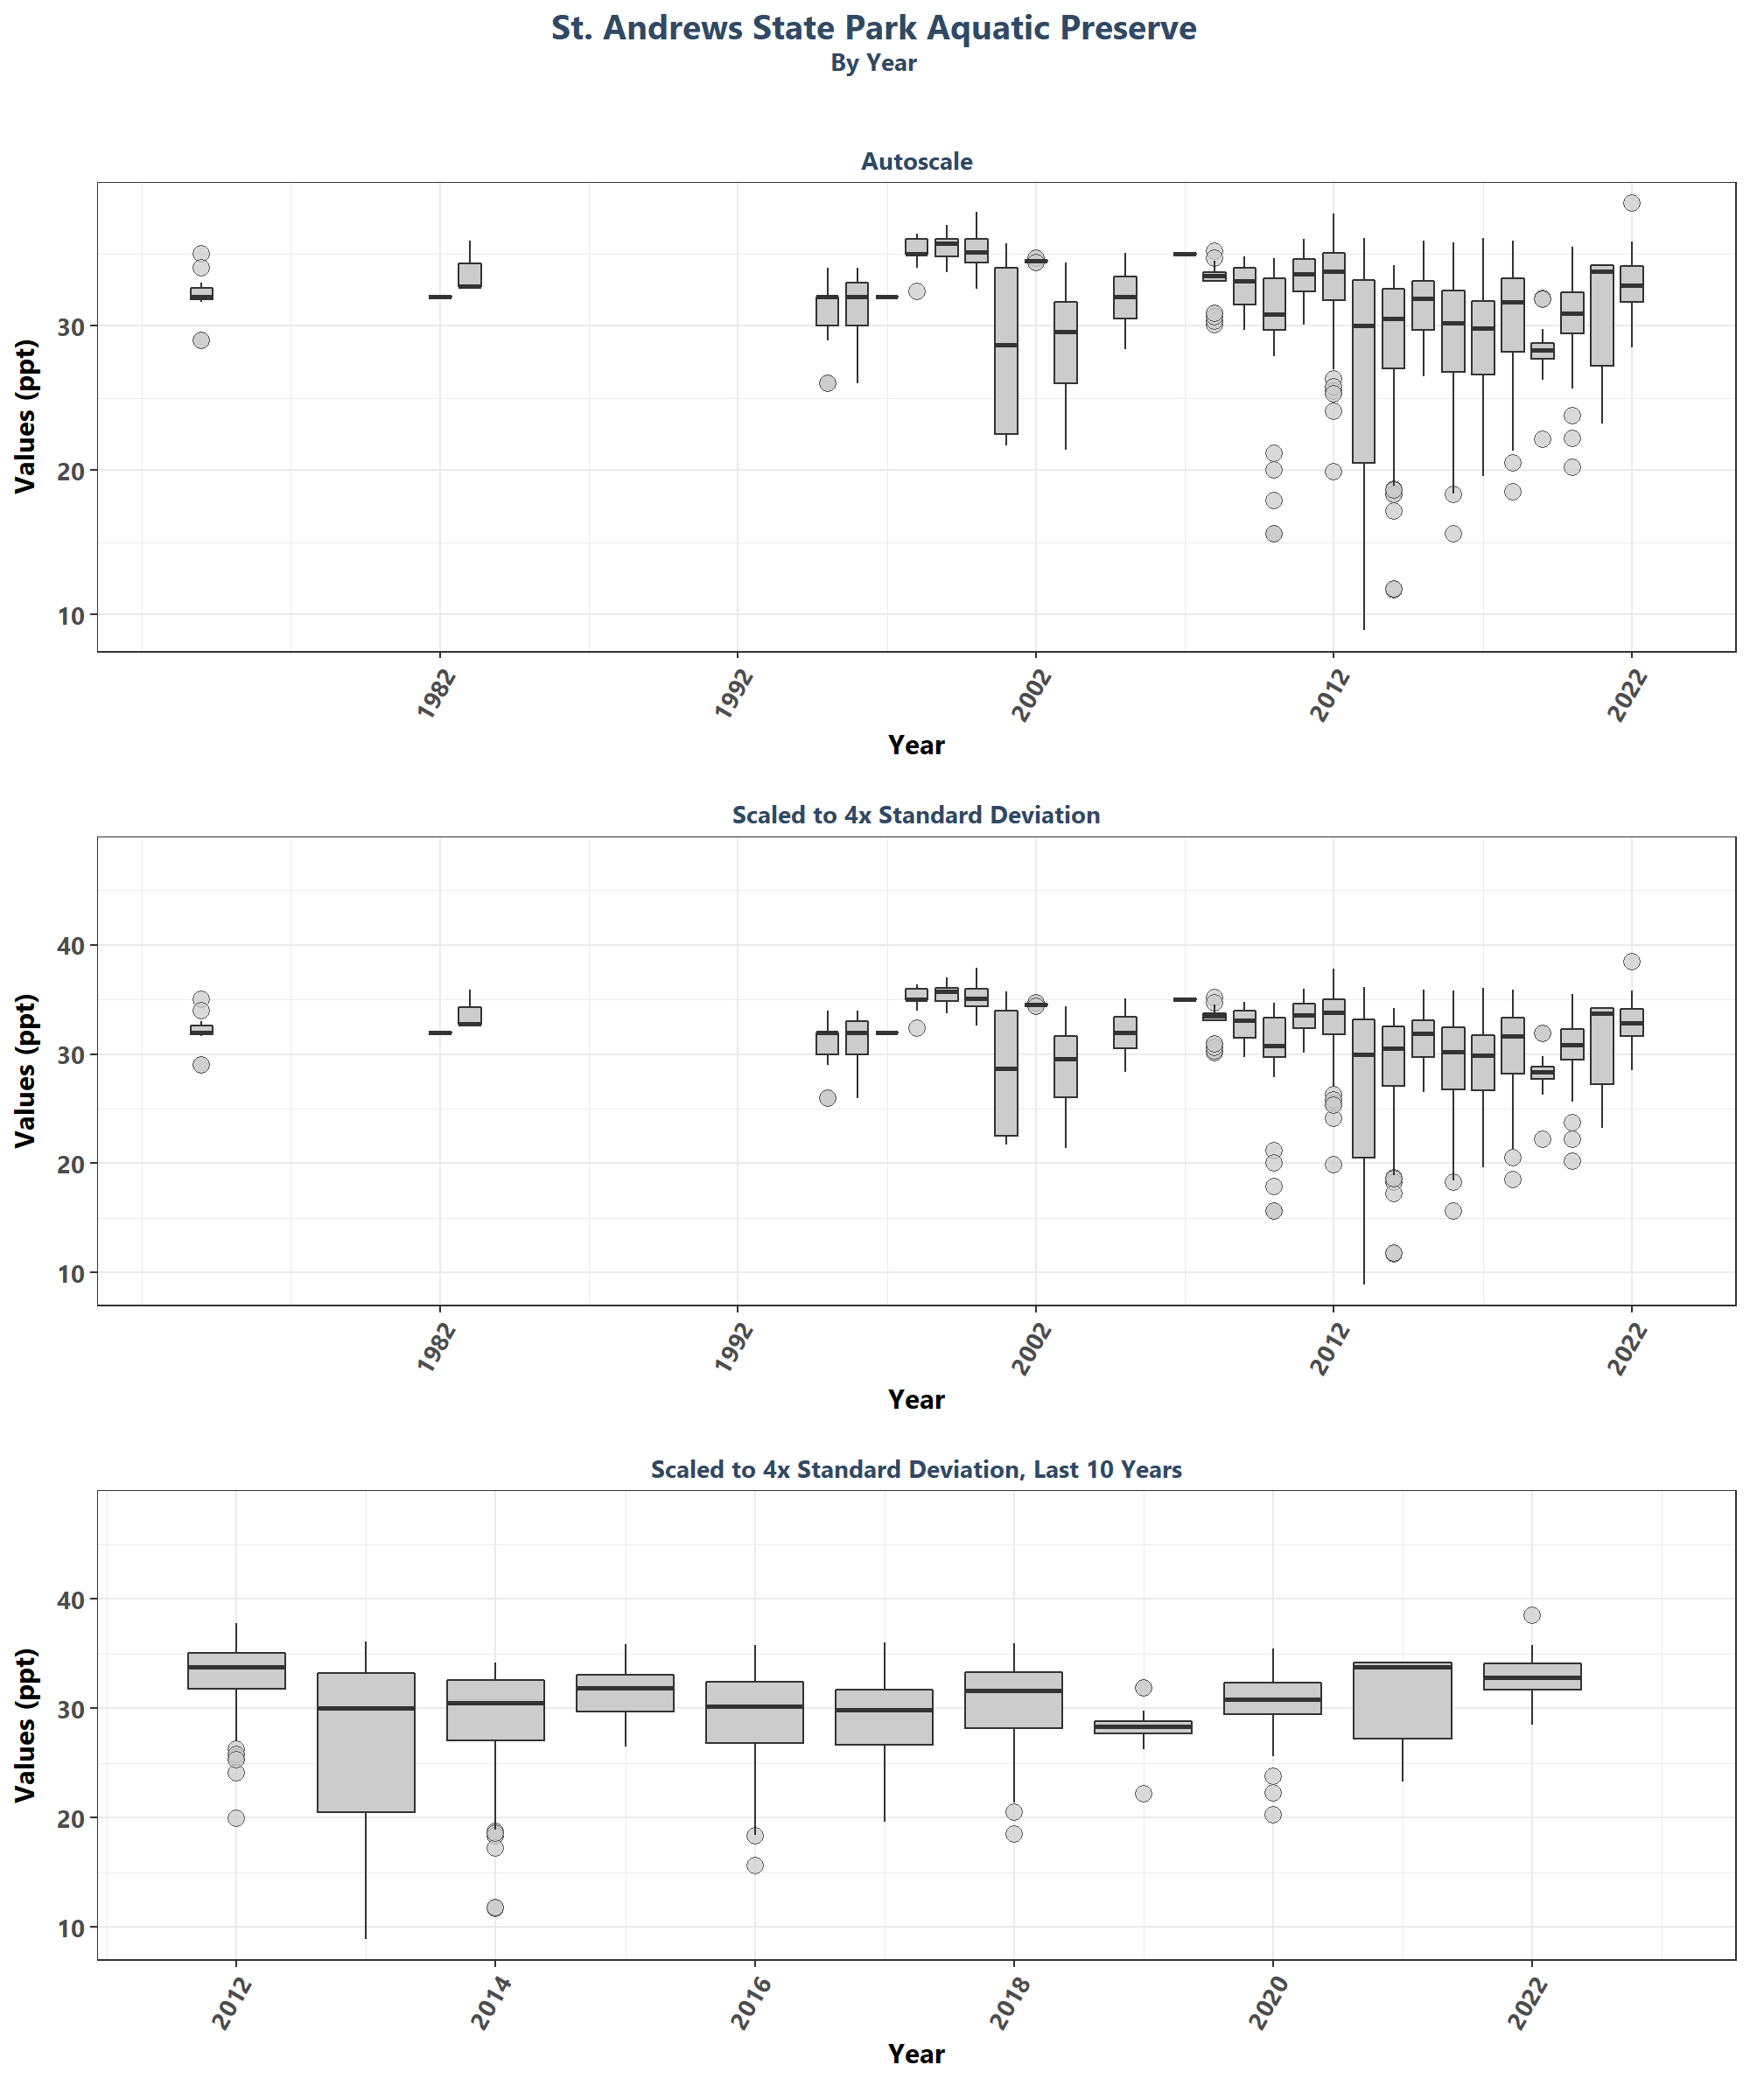 St. Andrews State Park Aquatic Preserve
By Year
Autoscale
Values (ppt)
30
20
10
1982
1992
2002
2012
2022
Year
Scaled to 4x Standard Deviation
Values (ppt)
40
30
20
10
1982
1992
2002
2012
2022
Year
Scaled to 4x Standard Deviation, Last 10 Years
Values (ppt)
40
30
20
10
2012
2014
2016
2018
2020
2022
Year